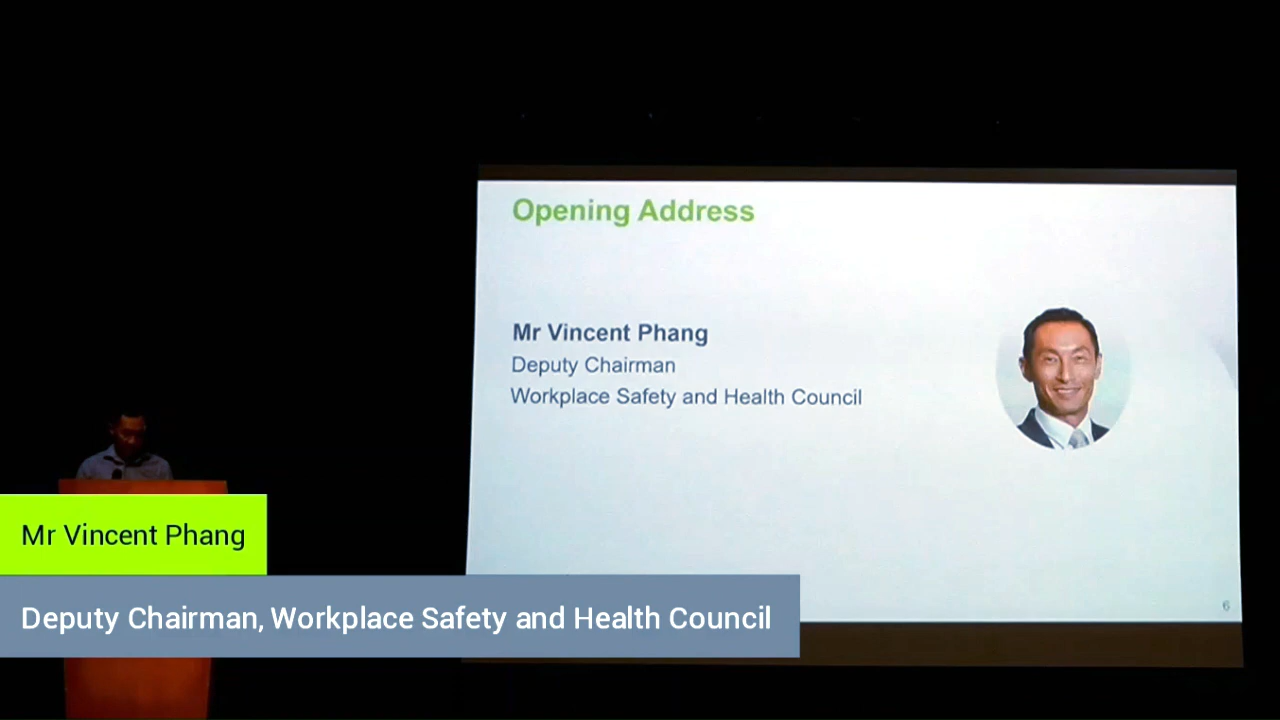 Opening Address
Mr Vincent Phang
Deputy Chairman
Workplace Safety and Health Council
6
Mr Vincent Phang
Deputy Chairman, Workplace Safety and Health Council